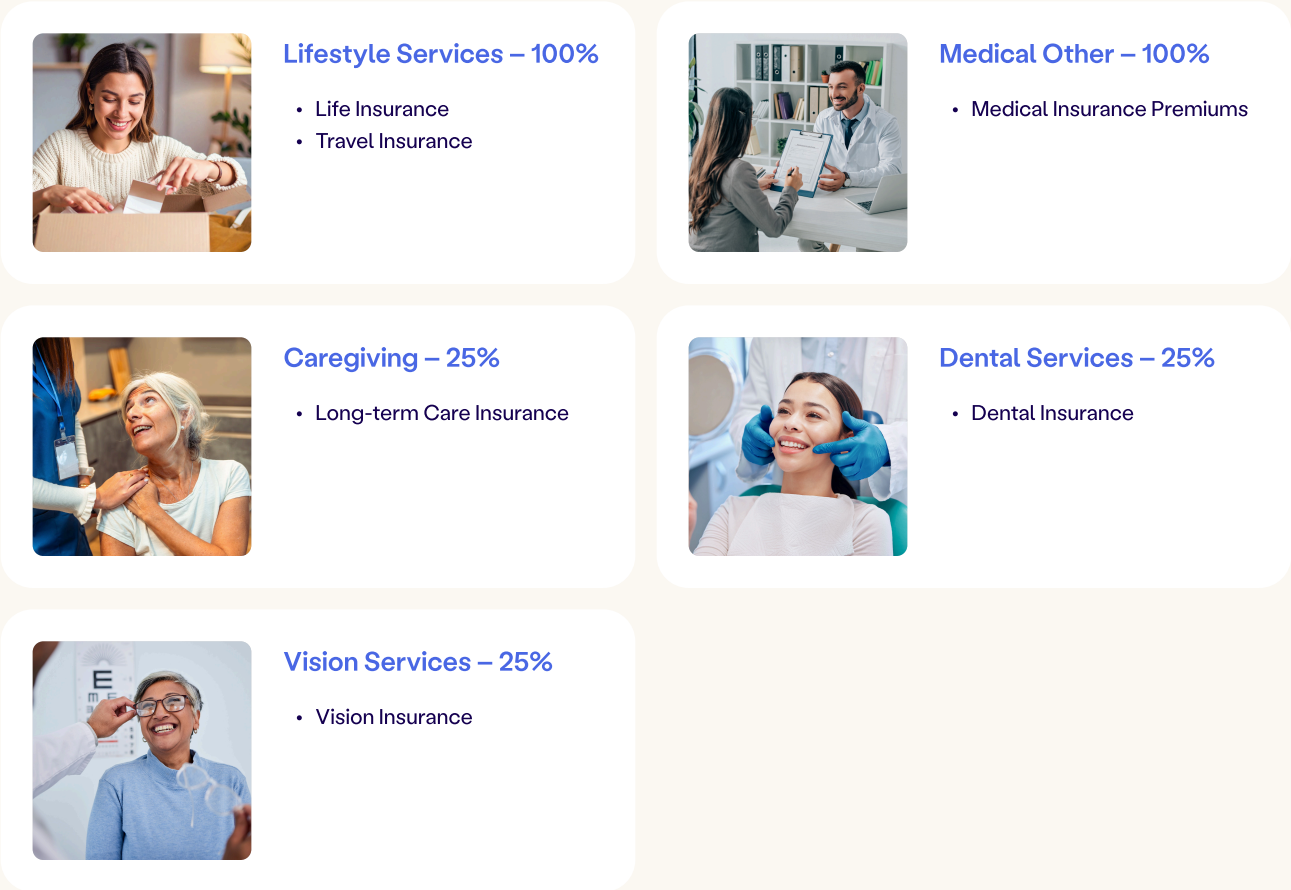 Lifestyle Services – 100%
• Life Insurance
• Travel Insurance
Medical Other – 100%
• Medical Insurance Premiums
Caregiving – 25%
• Long-term Care Insurance
Dental Services – 25%
• Dental Insurance
Vision Services – 25%
• Vision Insurance
E